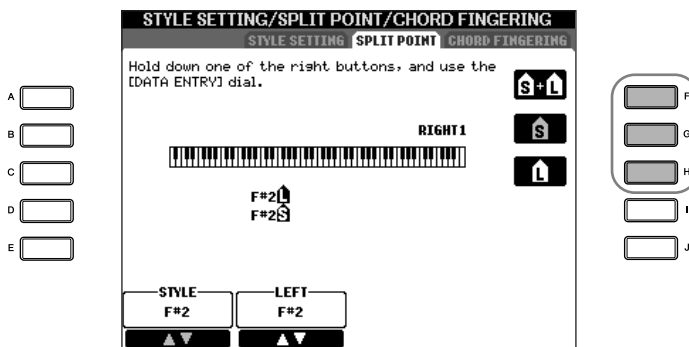 STYLE SETTING/SPLIT POINT/CHORD FINGERING
STYLE SETTING SPLIT POINT CHORD FINGERING
Hold down one of the right buttons, and use the
[DATA ENTRY] dial.
S+L
S
L
RIGHT1
F#2L
F#2S
STYLE
F#2
LEFT
F#2
A
B
C
D
E
F
G
H
I
J